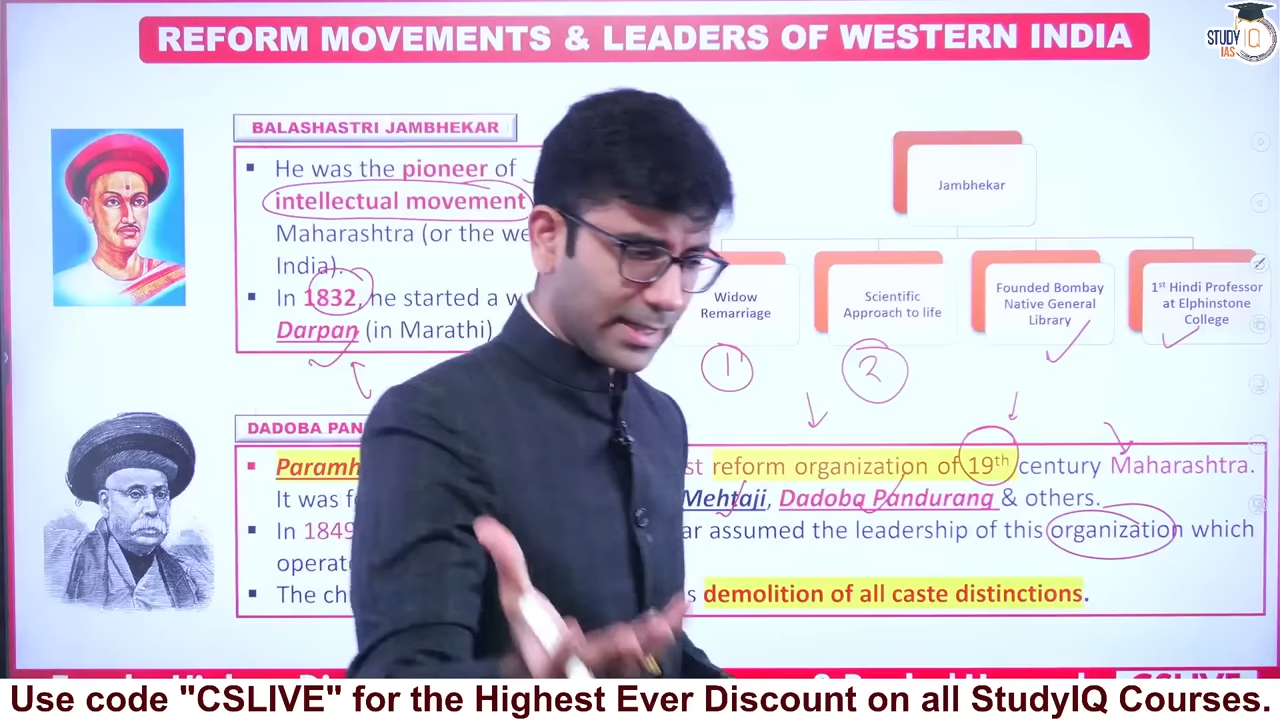 REFORM MOVEMENTS & LEADERS OF WESTERN INDIA
STUDY IQ
IAS
BALASHASTRI JAMBHEKAR
He was the pioneer of
intellectual movement
Maharashtra (or the we
India).
In 1832, he started a w
Darpan (in Marathi)
Jambhekar
Widow
Remarriage
Scientific
Approach to life
Founded Bombay
Native General
Library
1st Hindi Professor
at Elphinstone
College
1
2
DADOBA PAN
Paramh st reform organization of 19th century Maharashtra.
It was f Mehtaji, Dadoba Pandurang & others.
In 1849 ar assumed the leadership of this organization which
operat
The chi s demolition of all caste distinctions.
CSLIVE
Use code "CSLIVE" for the Highest Ever Discount on all StudyIQ Courses.